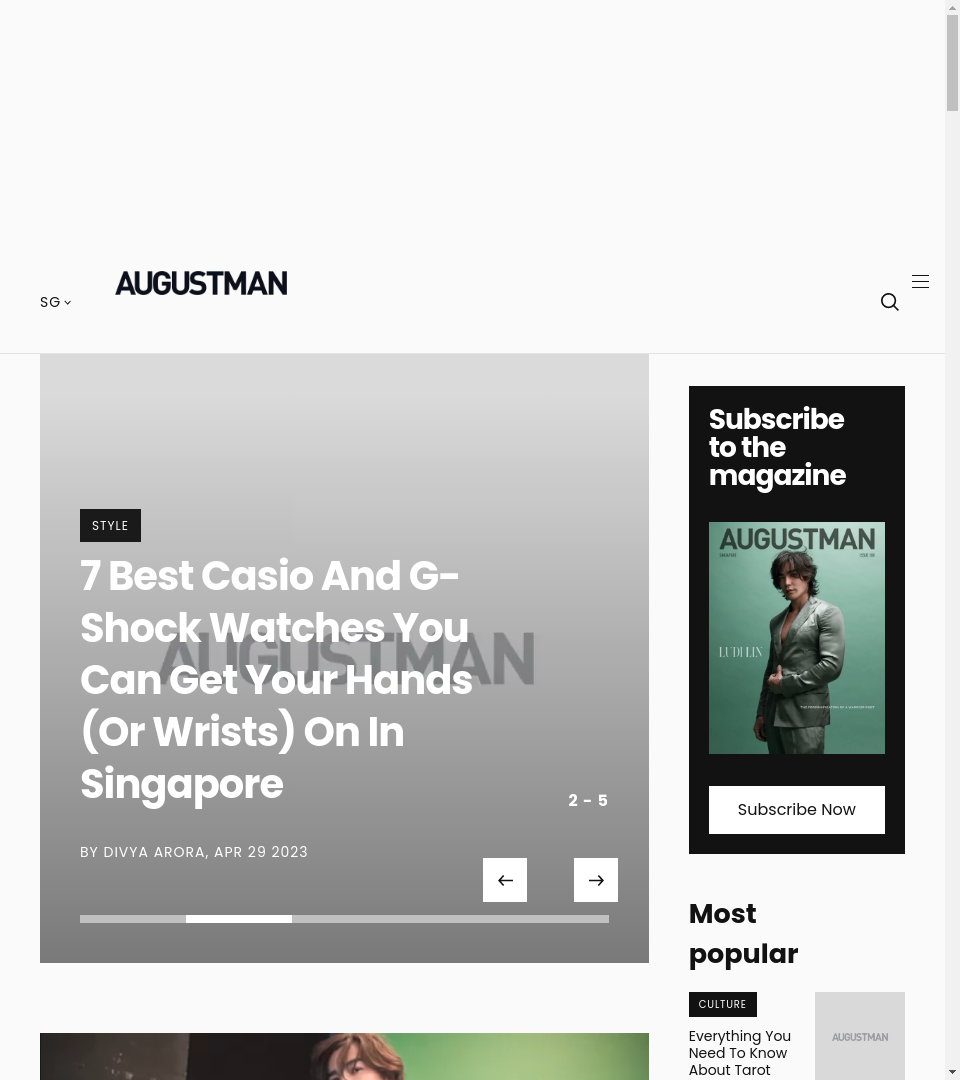 SG
AUGUSTMAN
STYLE
7 Best Casio And G-
Shock Watches You
Can Get Your Hands
(Or Wrists) On In
Singapore
AUGUSTMAN
2 - 5
BY DIVYA ARORA, APR 29 2023
Subscribe
to the
magazine
AUGUSTMAN
LUDI LIN
Subscribe Now
Most
popular
CULTURE
Everything You
Need To Know
About Tarot
AUGUSTMAN